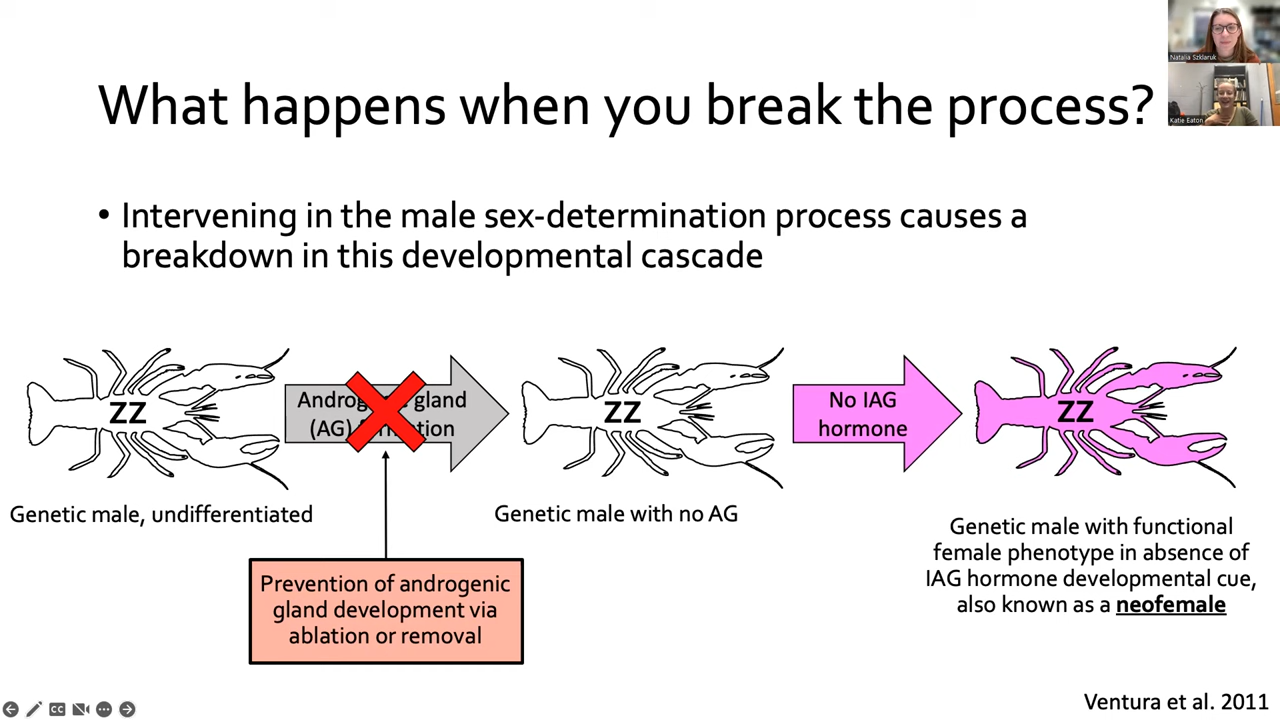 Natalia Szklaruk
Katie Eaton
What happens when you break the process?
• Intervening in the male sex-determination process causes a
breakdown in this developmental cascade
ZZ
gland
(AG)
ZZ
No IAG
hormone
ZZ
Genetic male, undifferentiated
Genetic male with no AG
Genetic male with functional
female phenotype in absence of
IAG hormone developmental cue,
also known as a neofemale
Prevention of androgenic
gland development via
ablation or removal
CC
Ventura et al. 2011